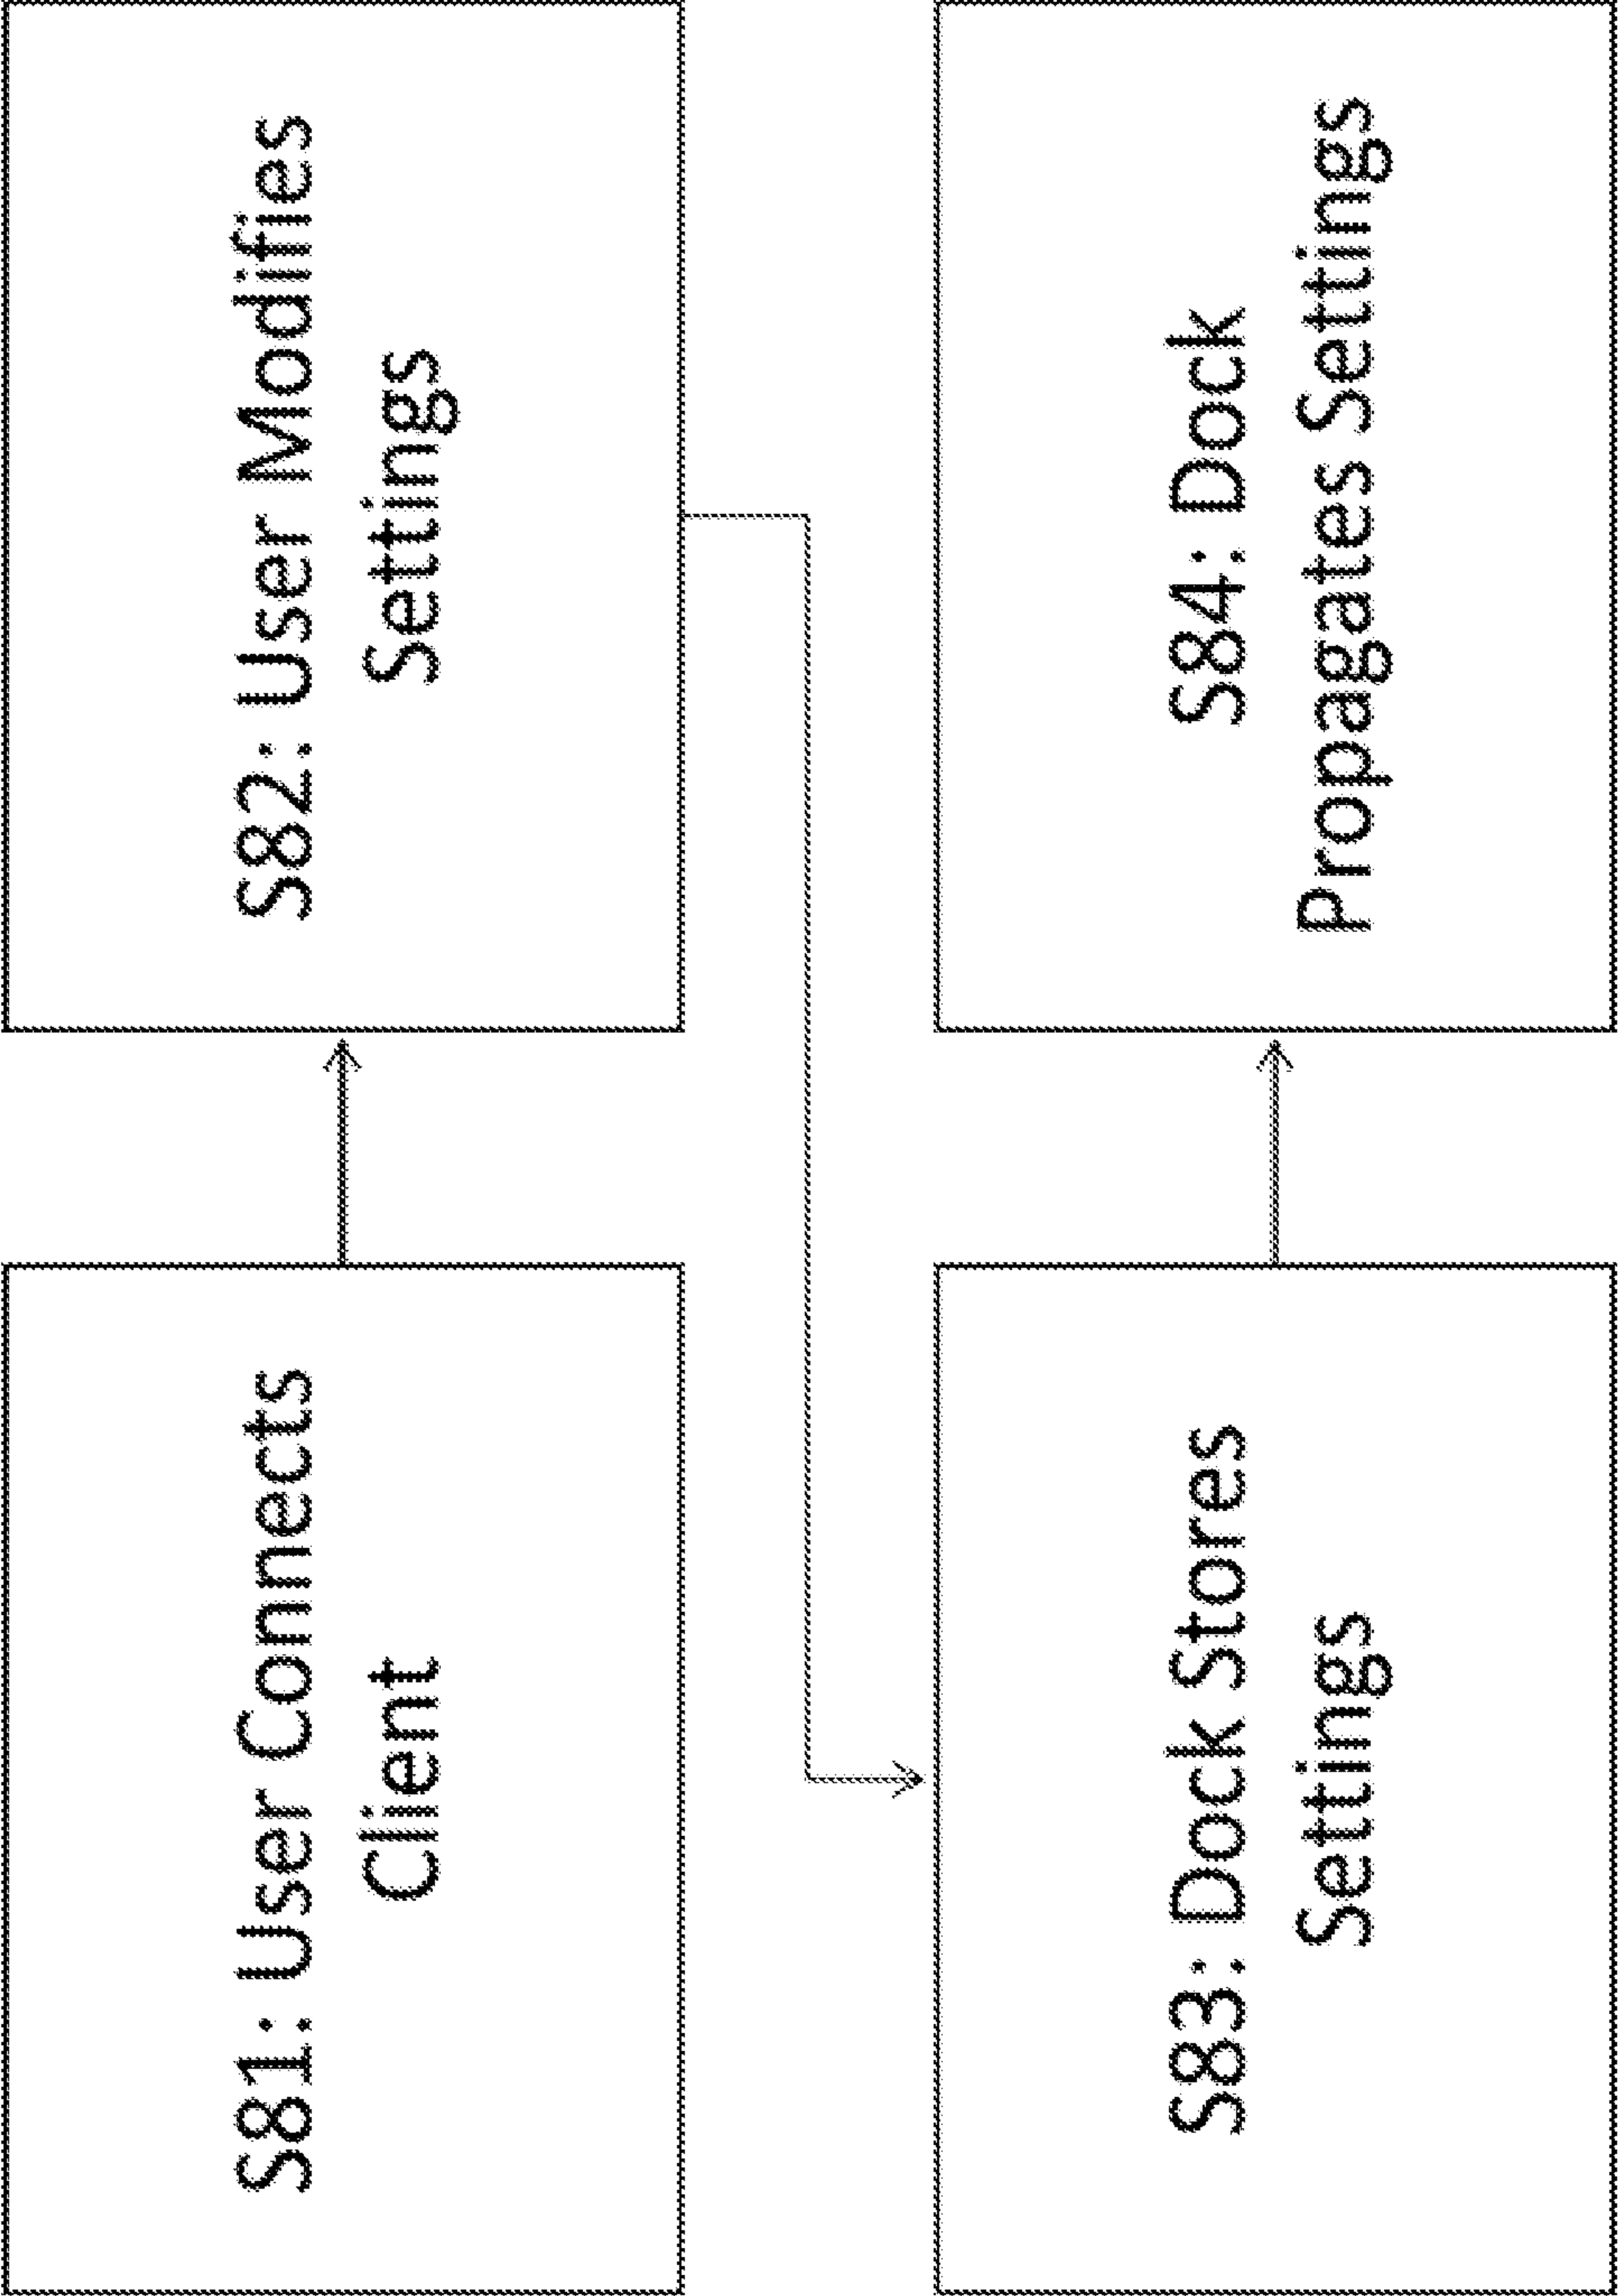 S81: User Connects
Client
S82: User Modifies
Settings
S83: Dock Stores
Settings
S84: Dock
Propagates Settings